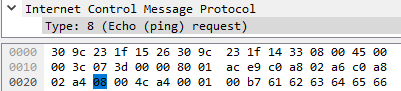 Internet Control Message Protocol
Type: 8 (Echo (ping) request)
0000 30 9c 23 1f 15 26 30 9c 23 1f 14 33 08 00 45 00
0010 00 3c 07 3d 00 00 80 01 ac e9 c0 a8 02 a6 c0 a8
0020 02 a4 08 00 4c a4 00 01 00 b7 61 62 63 64 65 66